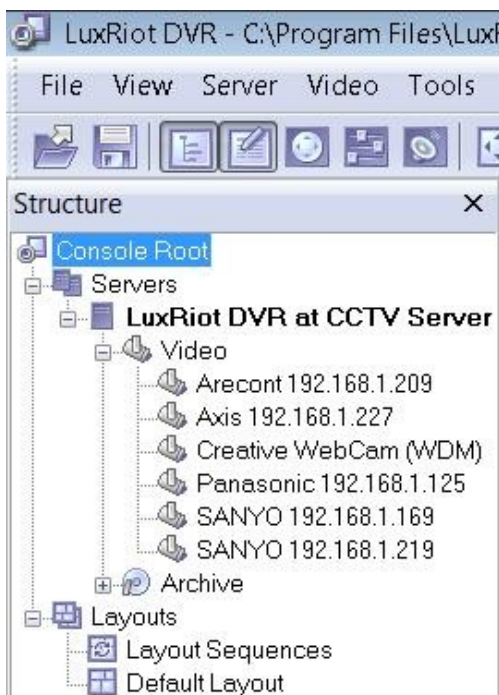 LuxRiot DVR - C:\Program Files\Lux
File View Server Video Tools
Structure
Console Root
Servers
LuxRiot DVR at CCTV Server
Video
Arecont 192.168.1.209
Axis 192.168.1.227
Creative WebCam (WDM)
Panasonic 192.168.1.125
SANYO 192.168.1.169
SANYO 192.168.1.219
Archive
Layouts
Layout Sequences
Default Layout